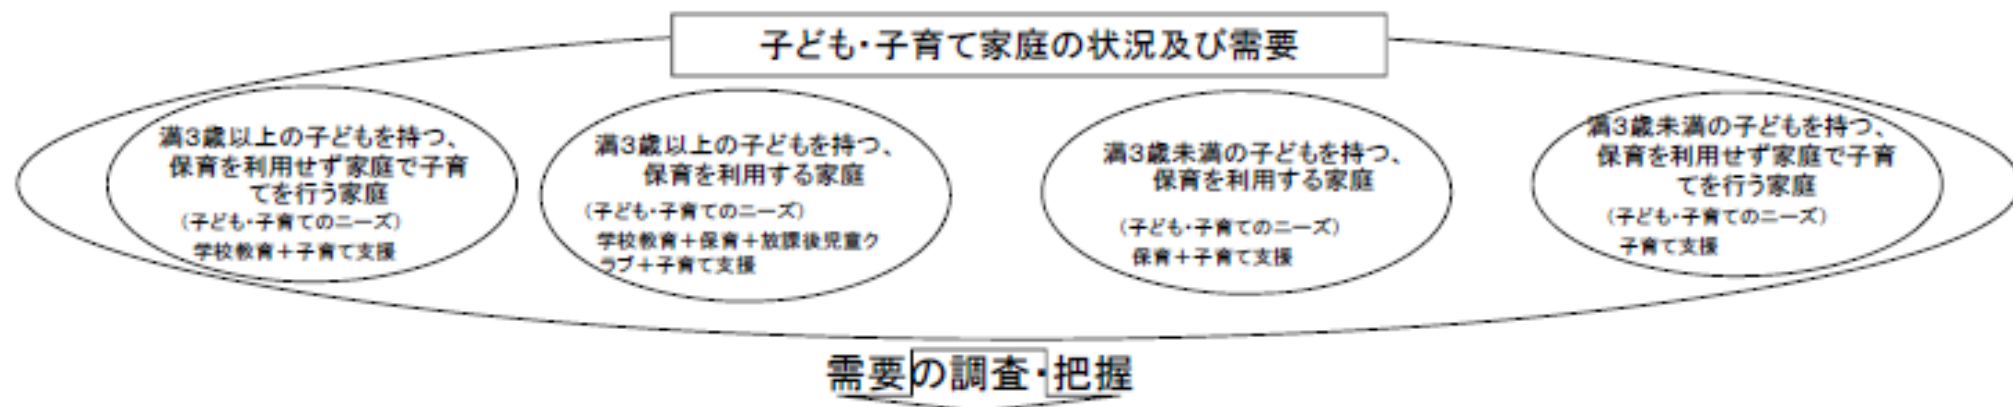 子ども・子育て家庭の状況及び需要
満3歳以上の子どもを持つ、
保育を利用せず家庭で子育
てを行う家庭
(子ども・子育てのニーズ)
学校教育＋子育て支援
満3歳以上の子どもを持つ、
保育を利用する家庭
(子ども・子育てのニーズ)
学校教育＋保育＋放課後児童ク
ラブ＋子育て支援
満3歳未満の子どもを持つ、
保育を利用する家庭
(子ども・子育てのニーズ)
保育＋子育て支援
満3歳未満の子どもを持つ、
保育を利用せず家庭で子育
てを行う家庭
(子ども・子育てのニーズ)
子育て支援
需要の調査・把握